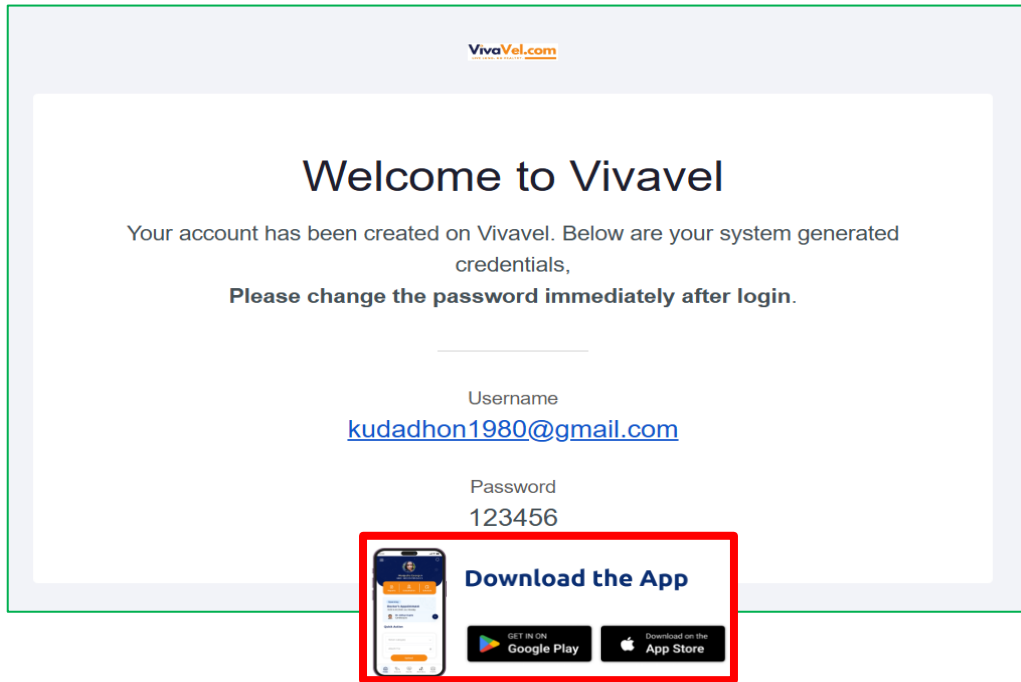 VivaVel.com
Welcome to Vivavel
Your account has been created on Vivavel. Below are your system generated
credentials,
Please change the password immediately after login.
Username
kudadhon1980@gmail.com
Password
123456
Download the App
GET IN ON
Google Play
Download on the
App Store